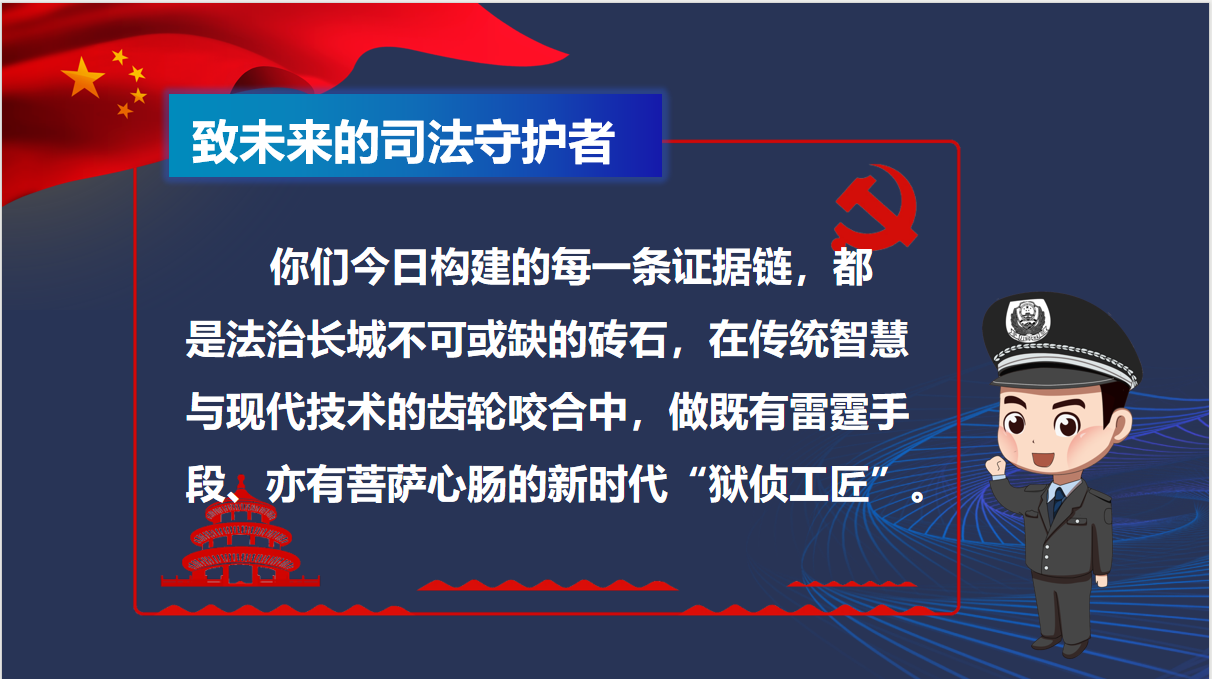 致未来的司法守护者
你们今日构建的每一条证据链，都
是法治长城不可或缺的砖石，在传统智慧
与现代技术的齿轮咬合中，做既有雷霆手
段、亦有菩萨心肠的新时代“狱侦工匠”。